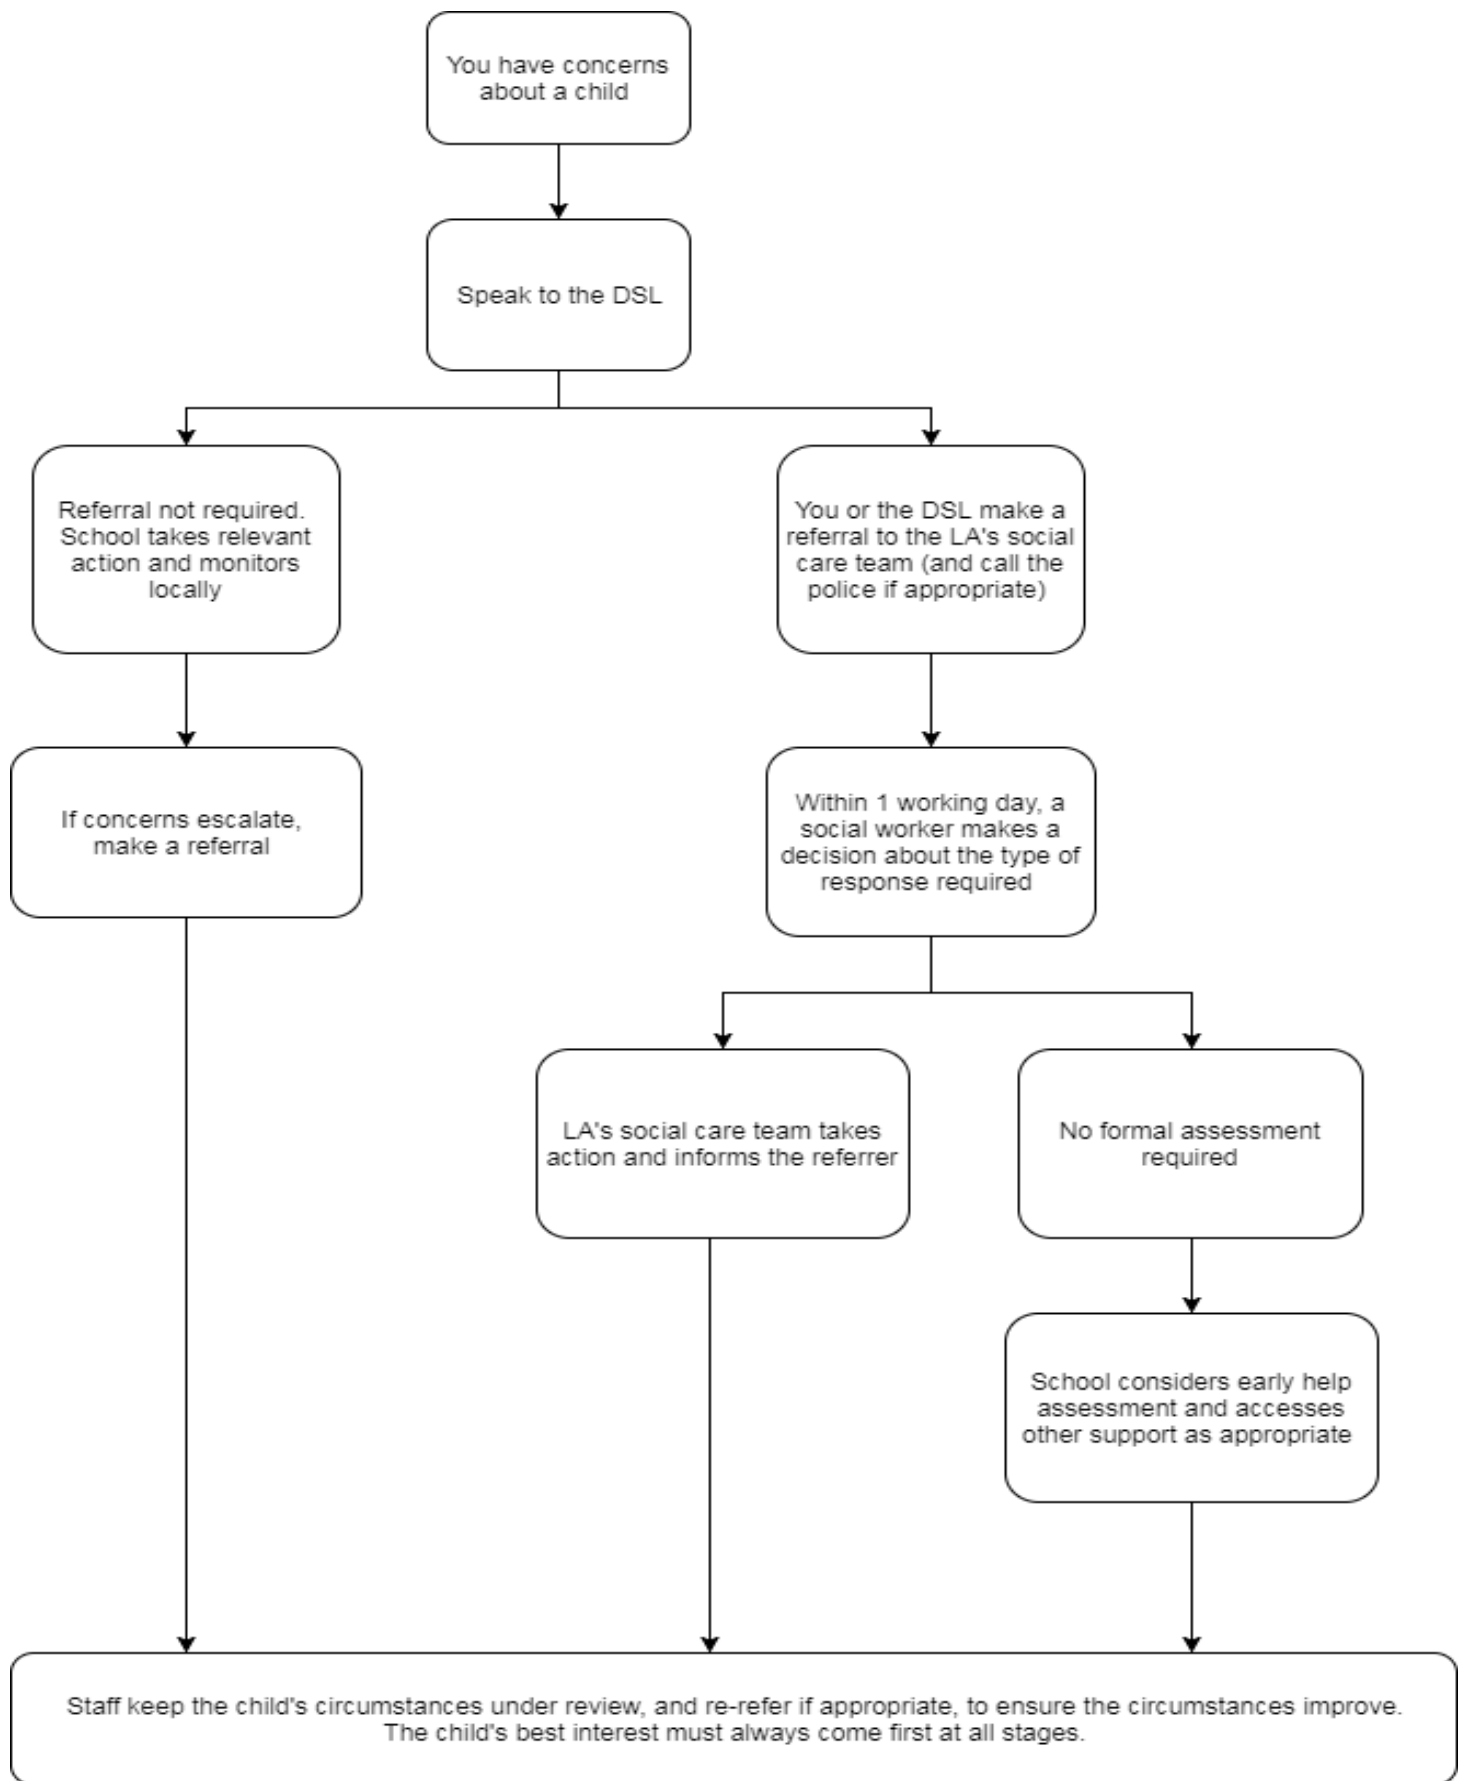 You have concerns
about a child
Speak to the DSL
Referral not required.
School takes relevant
action and monitors
locally
You or the DSL make a
referral to the LA's social
care team (and call the
police if appropriate)
If concerns escalate,
make a referral
Within 1 working day, a
social worker makes a
decision about the type of
response required
LA's social care team takes
action and informs the referrer
No formal assessment
required
School considers early help
assessment and accesses
other support as appropriate
Staff keep the child's circumstances under review, and re-refer if appropriate, to ensure the circumstances improve.
The child's best interest must always come first at all stages.